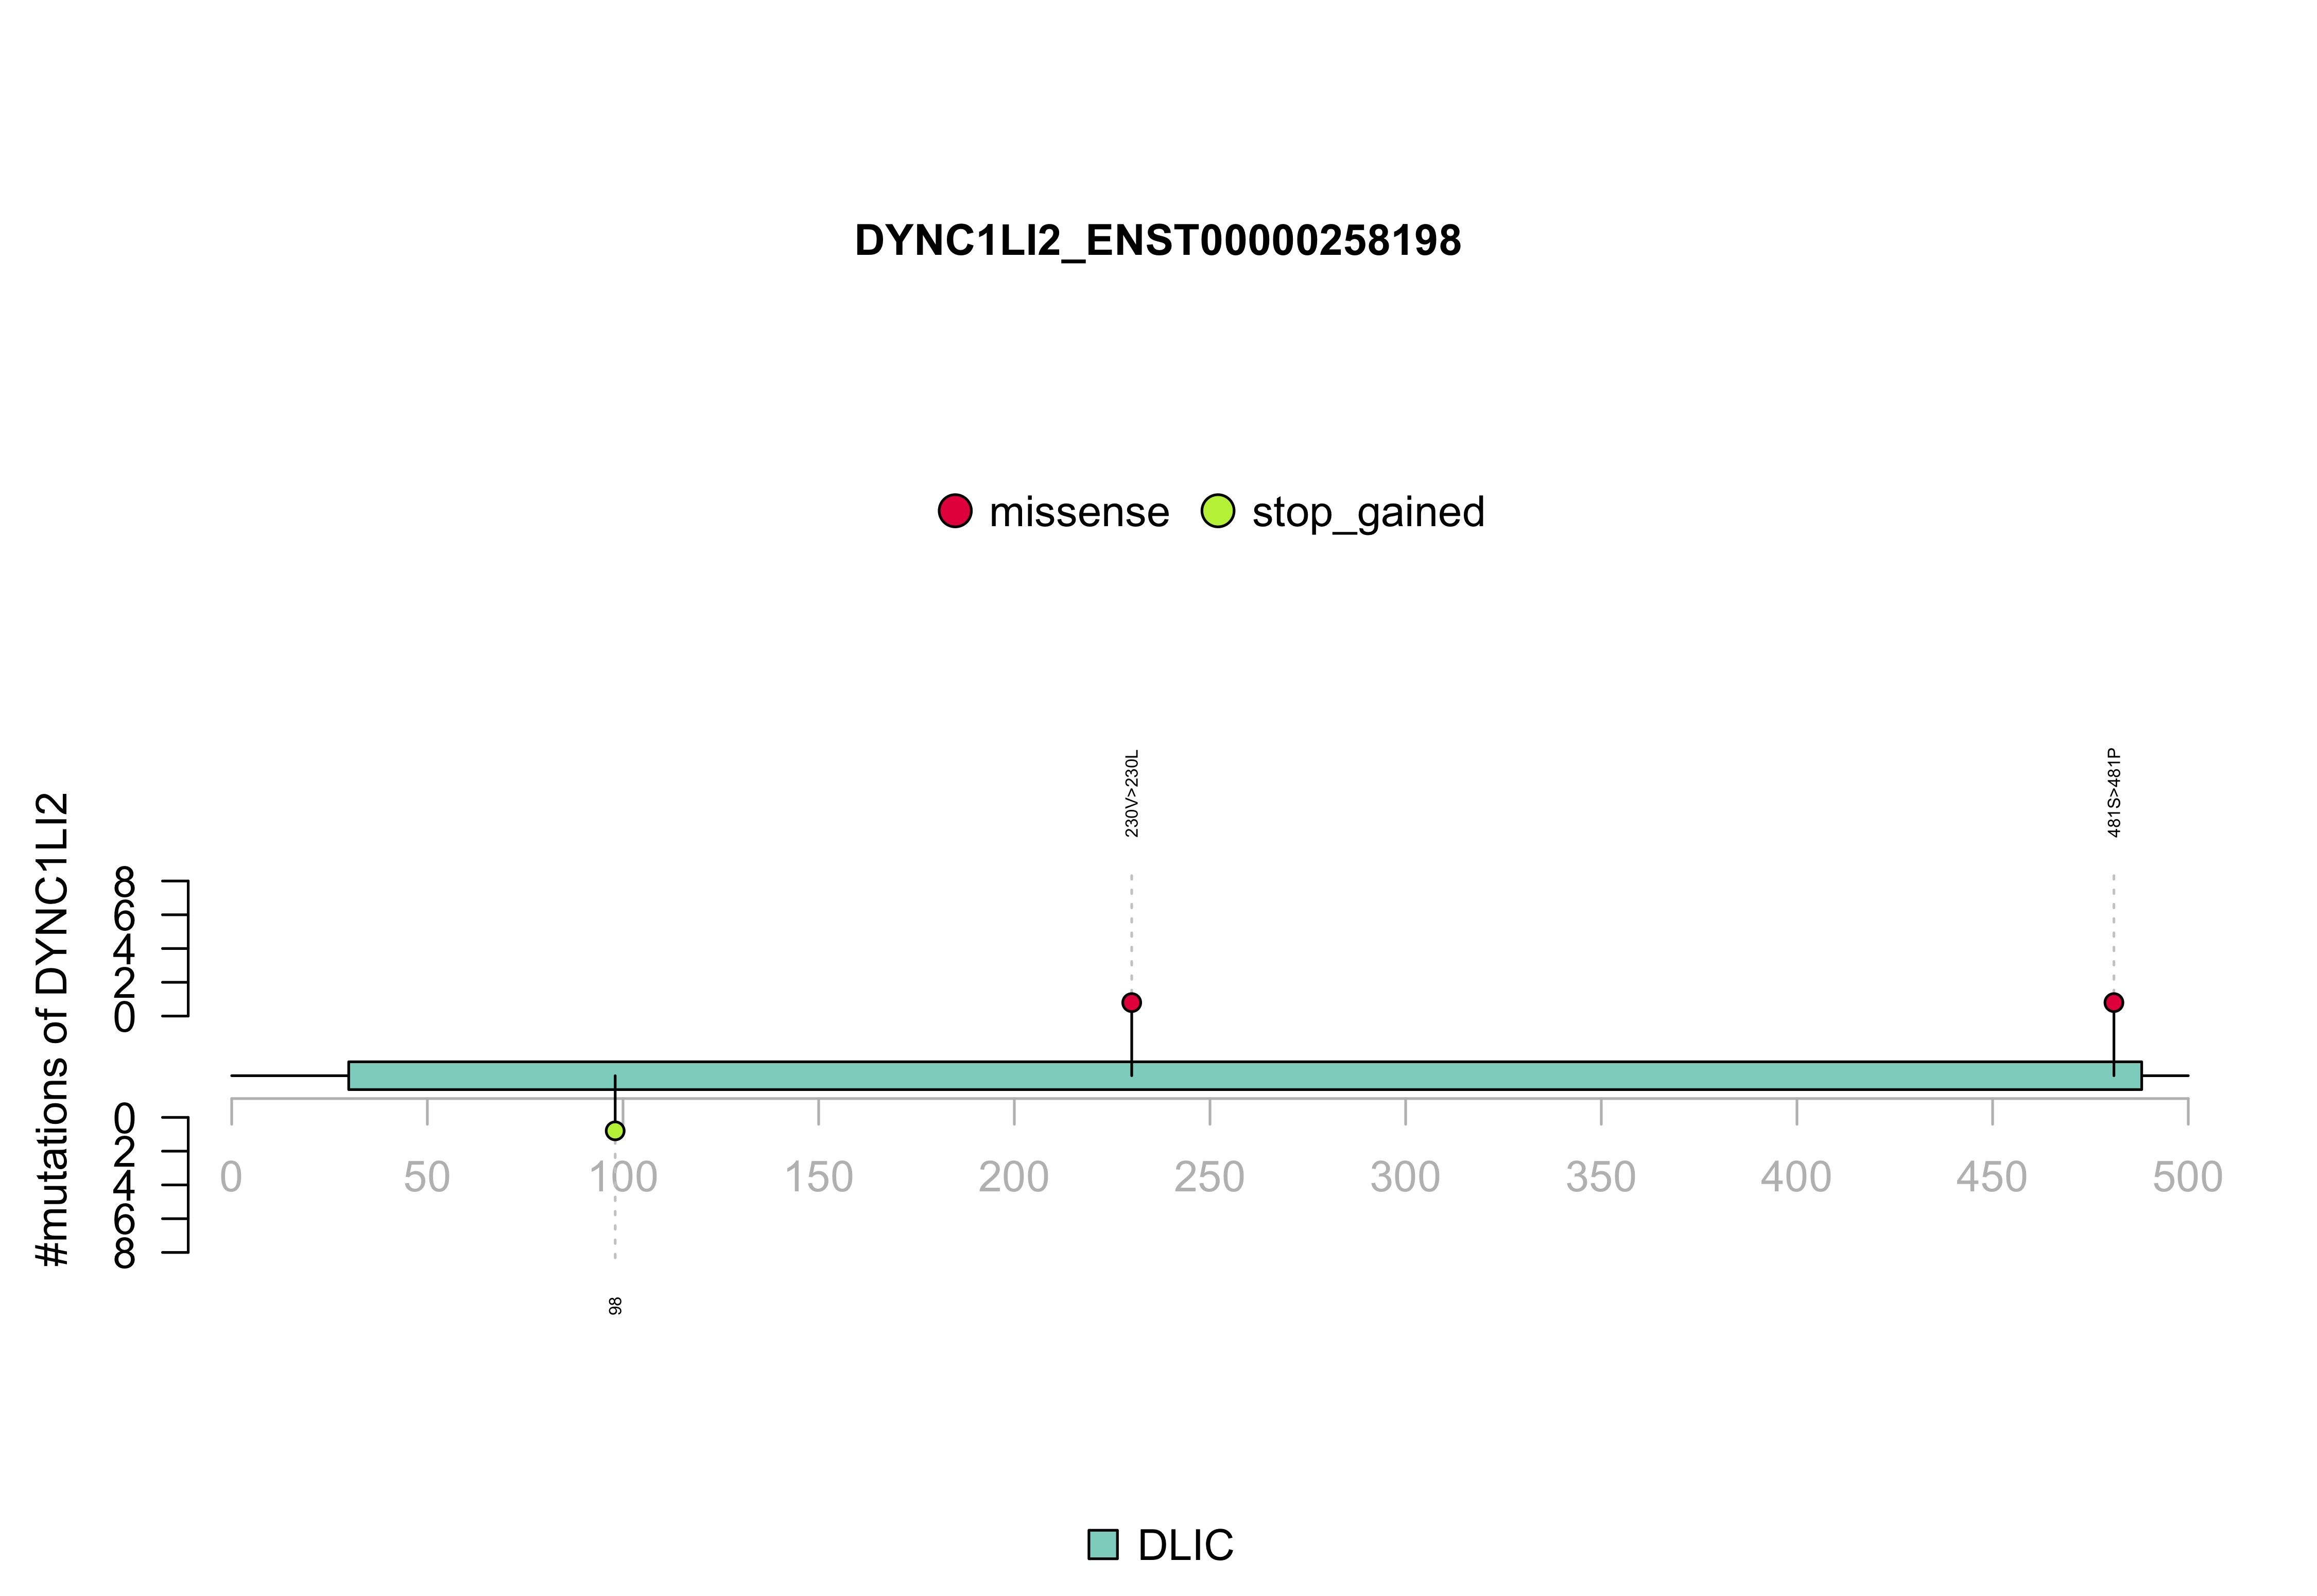 DYNC1LI2_ENST00000258198
missense stop_gained
230V>230L
481S>481P
#mutations of DYNC1LI2
8
6
4
2
0
0
2
4
6
8
0 50 100 150 200 250 300 350 400 450 500
98
DLIC